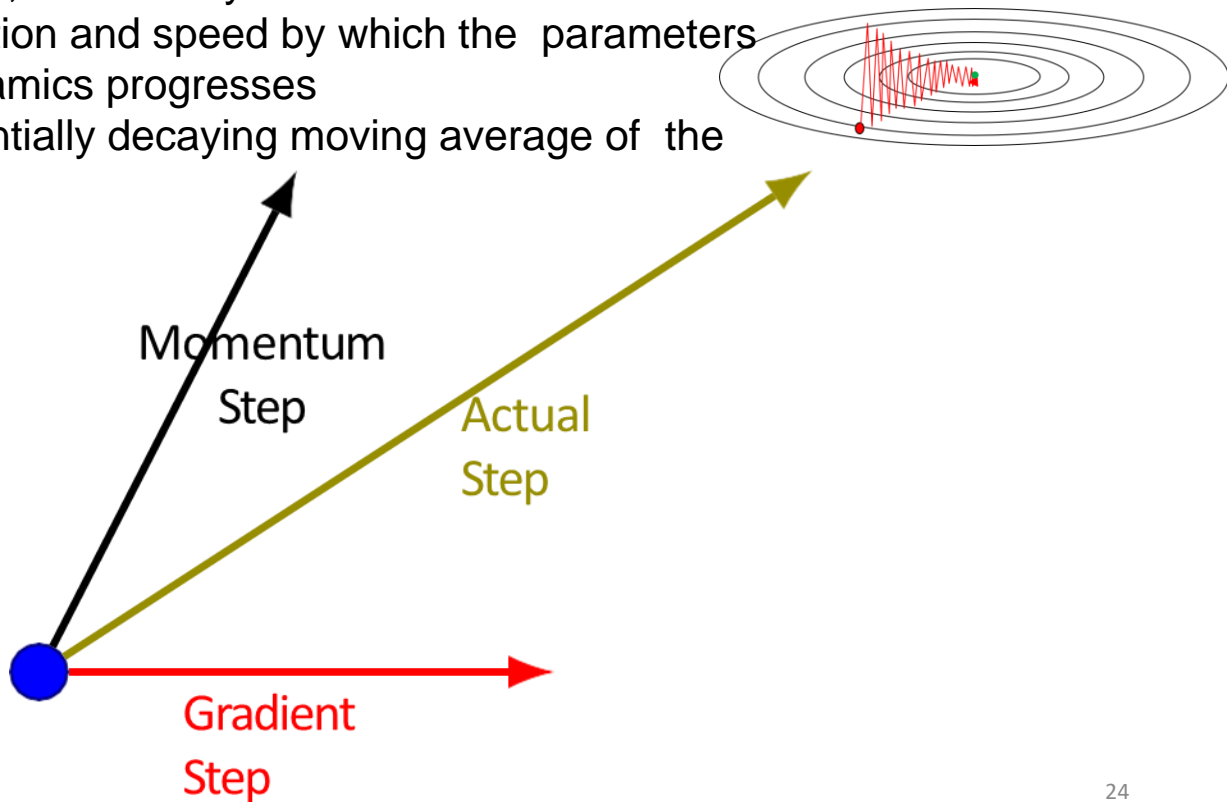 tion and speed by which the parameters
amics progresses
ntially decaying moving average of the
Momentum
Step
Actual
Step
Gradient
Step
24